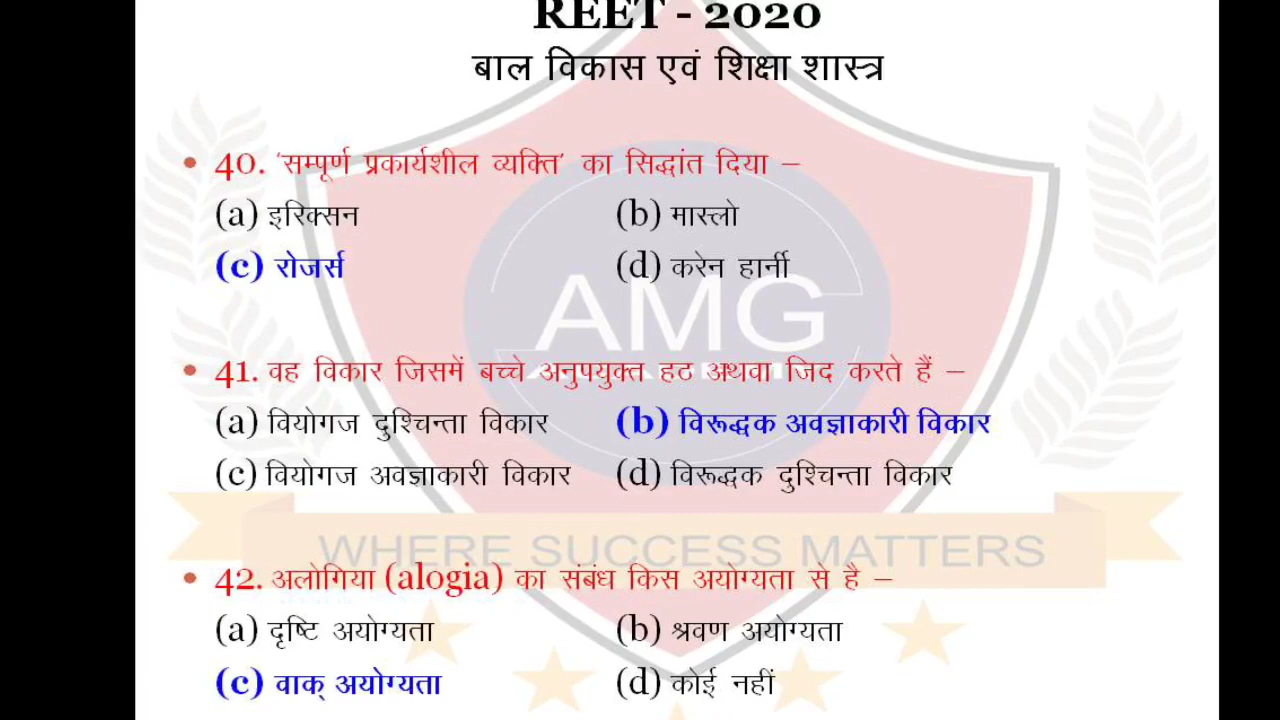 REET - 2020
बाल विकास एवं शिक्षा शास्त्र
• 40. 'सम्पूर्ण प्रकार्यशील व्यक्ति' का सिद्धांत दिया –
(a) इरिक्सन (b) मास्लो
(c) रोजर्स (d) करेन हार्नी
AMG
• 41. वह विकार जिसमें बच्चे अनुपयुक्त हठ अथवा जिद करते हैं –
(a) वियोगज दुश्चिन्ता विकार (b) विरूद्धक अवज्ञाकारी विकार
(c) वियोगज अवज्ञाकारी विकार (d) विरूद्धक दुश्चिन्ता विकार
WHERE SUCCESS MATTERS
• 42. अलोगिया (alogia) का संबंध किस अयोग्यता से है –
(a) दृष्टि अयोग्यता (b) श्रवण अयोग्यता
(c) वाक् अयोग्यता (d) कोई नहीं